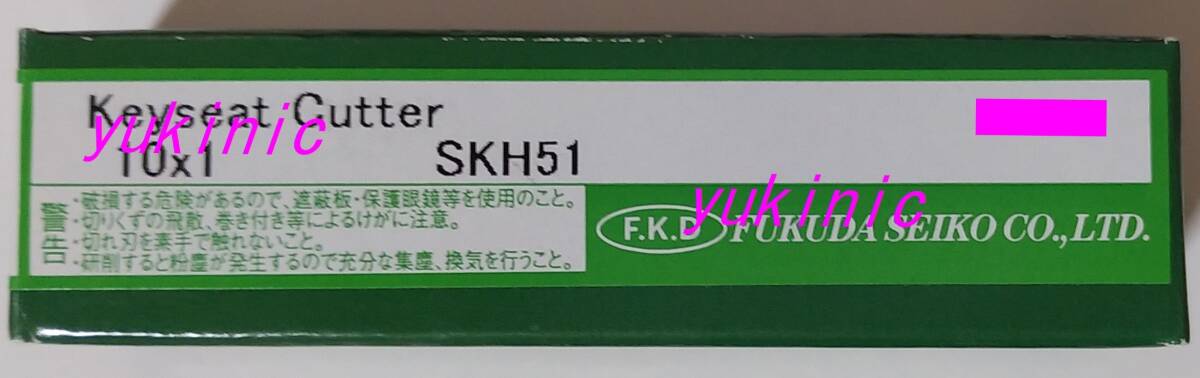 Keyseat Cutter
yukinic
10x1 SKH51
警告
・破損する危険があるので、遮蔽板・保護眼鏡等を使用のこと。
・切りくずの飛散、巻き付き等によるけがに注意。
・切れ刃を素手で触れないこと。
・研削すると粉塵が発生するので充分な集塵、換気を行うこと。
yukinic
F.K.D FUKUDA SEIKO CO.,LTD.